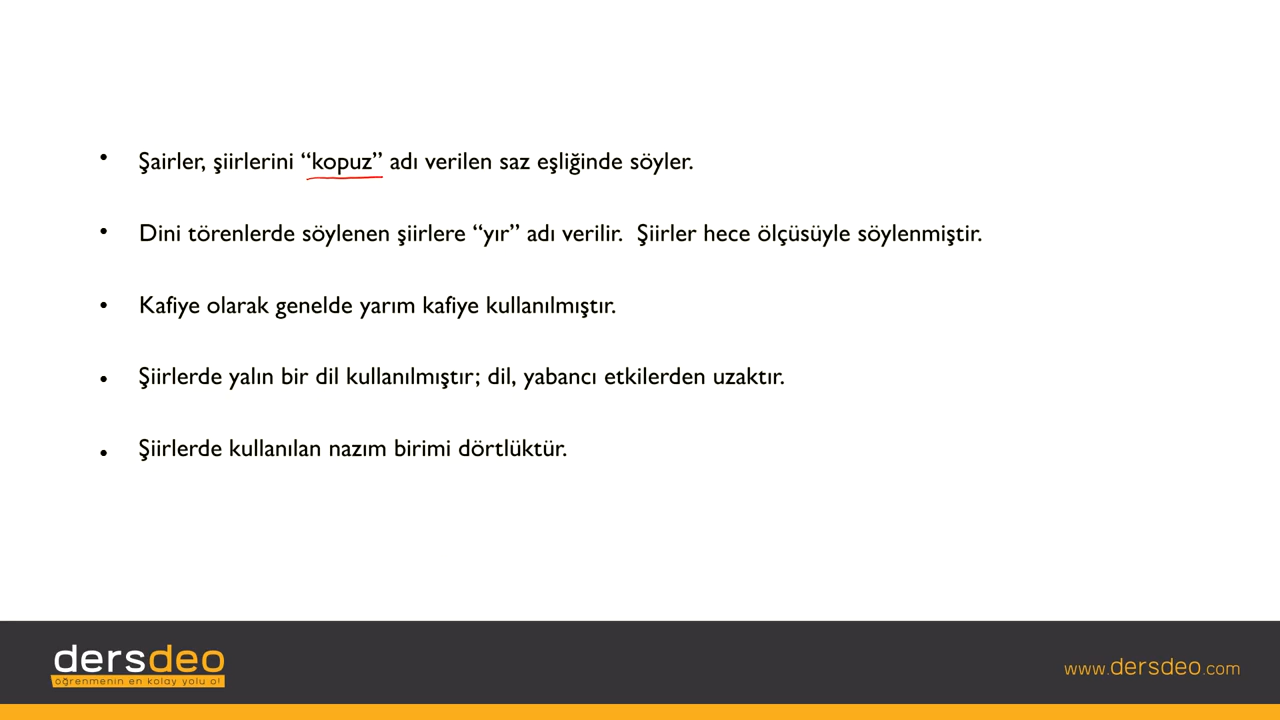 • Şairler, şiirlerini “kopuz” adı verilen saz eşliğinde söyler.
• Dini törenlerde söylenen şiirlere “yır” adı verilir.  Şiirler hece ölçüsüyle söylenmiştir.
• Kafiye olarak genelde yarım kafiye kullanılmıştır.
• Şiirlerde yalın bir dil kullanılmıştır; dil, yabancı etkilerden uzaktır.
• Şiirlerde kullanılan nazım birimi dörtlüktür.
dersdeo
öğrenmenin en kolay yolu o!
www.dersdeo.com